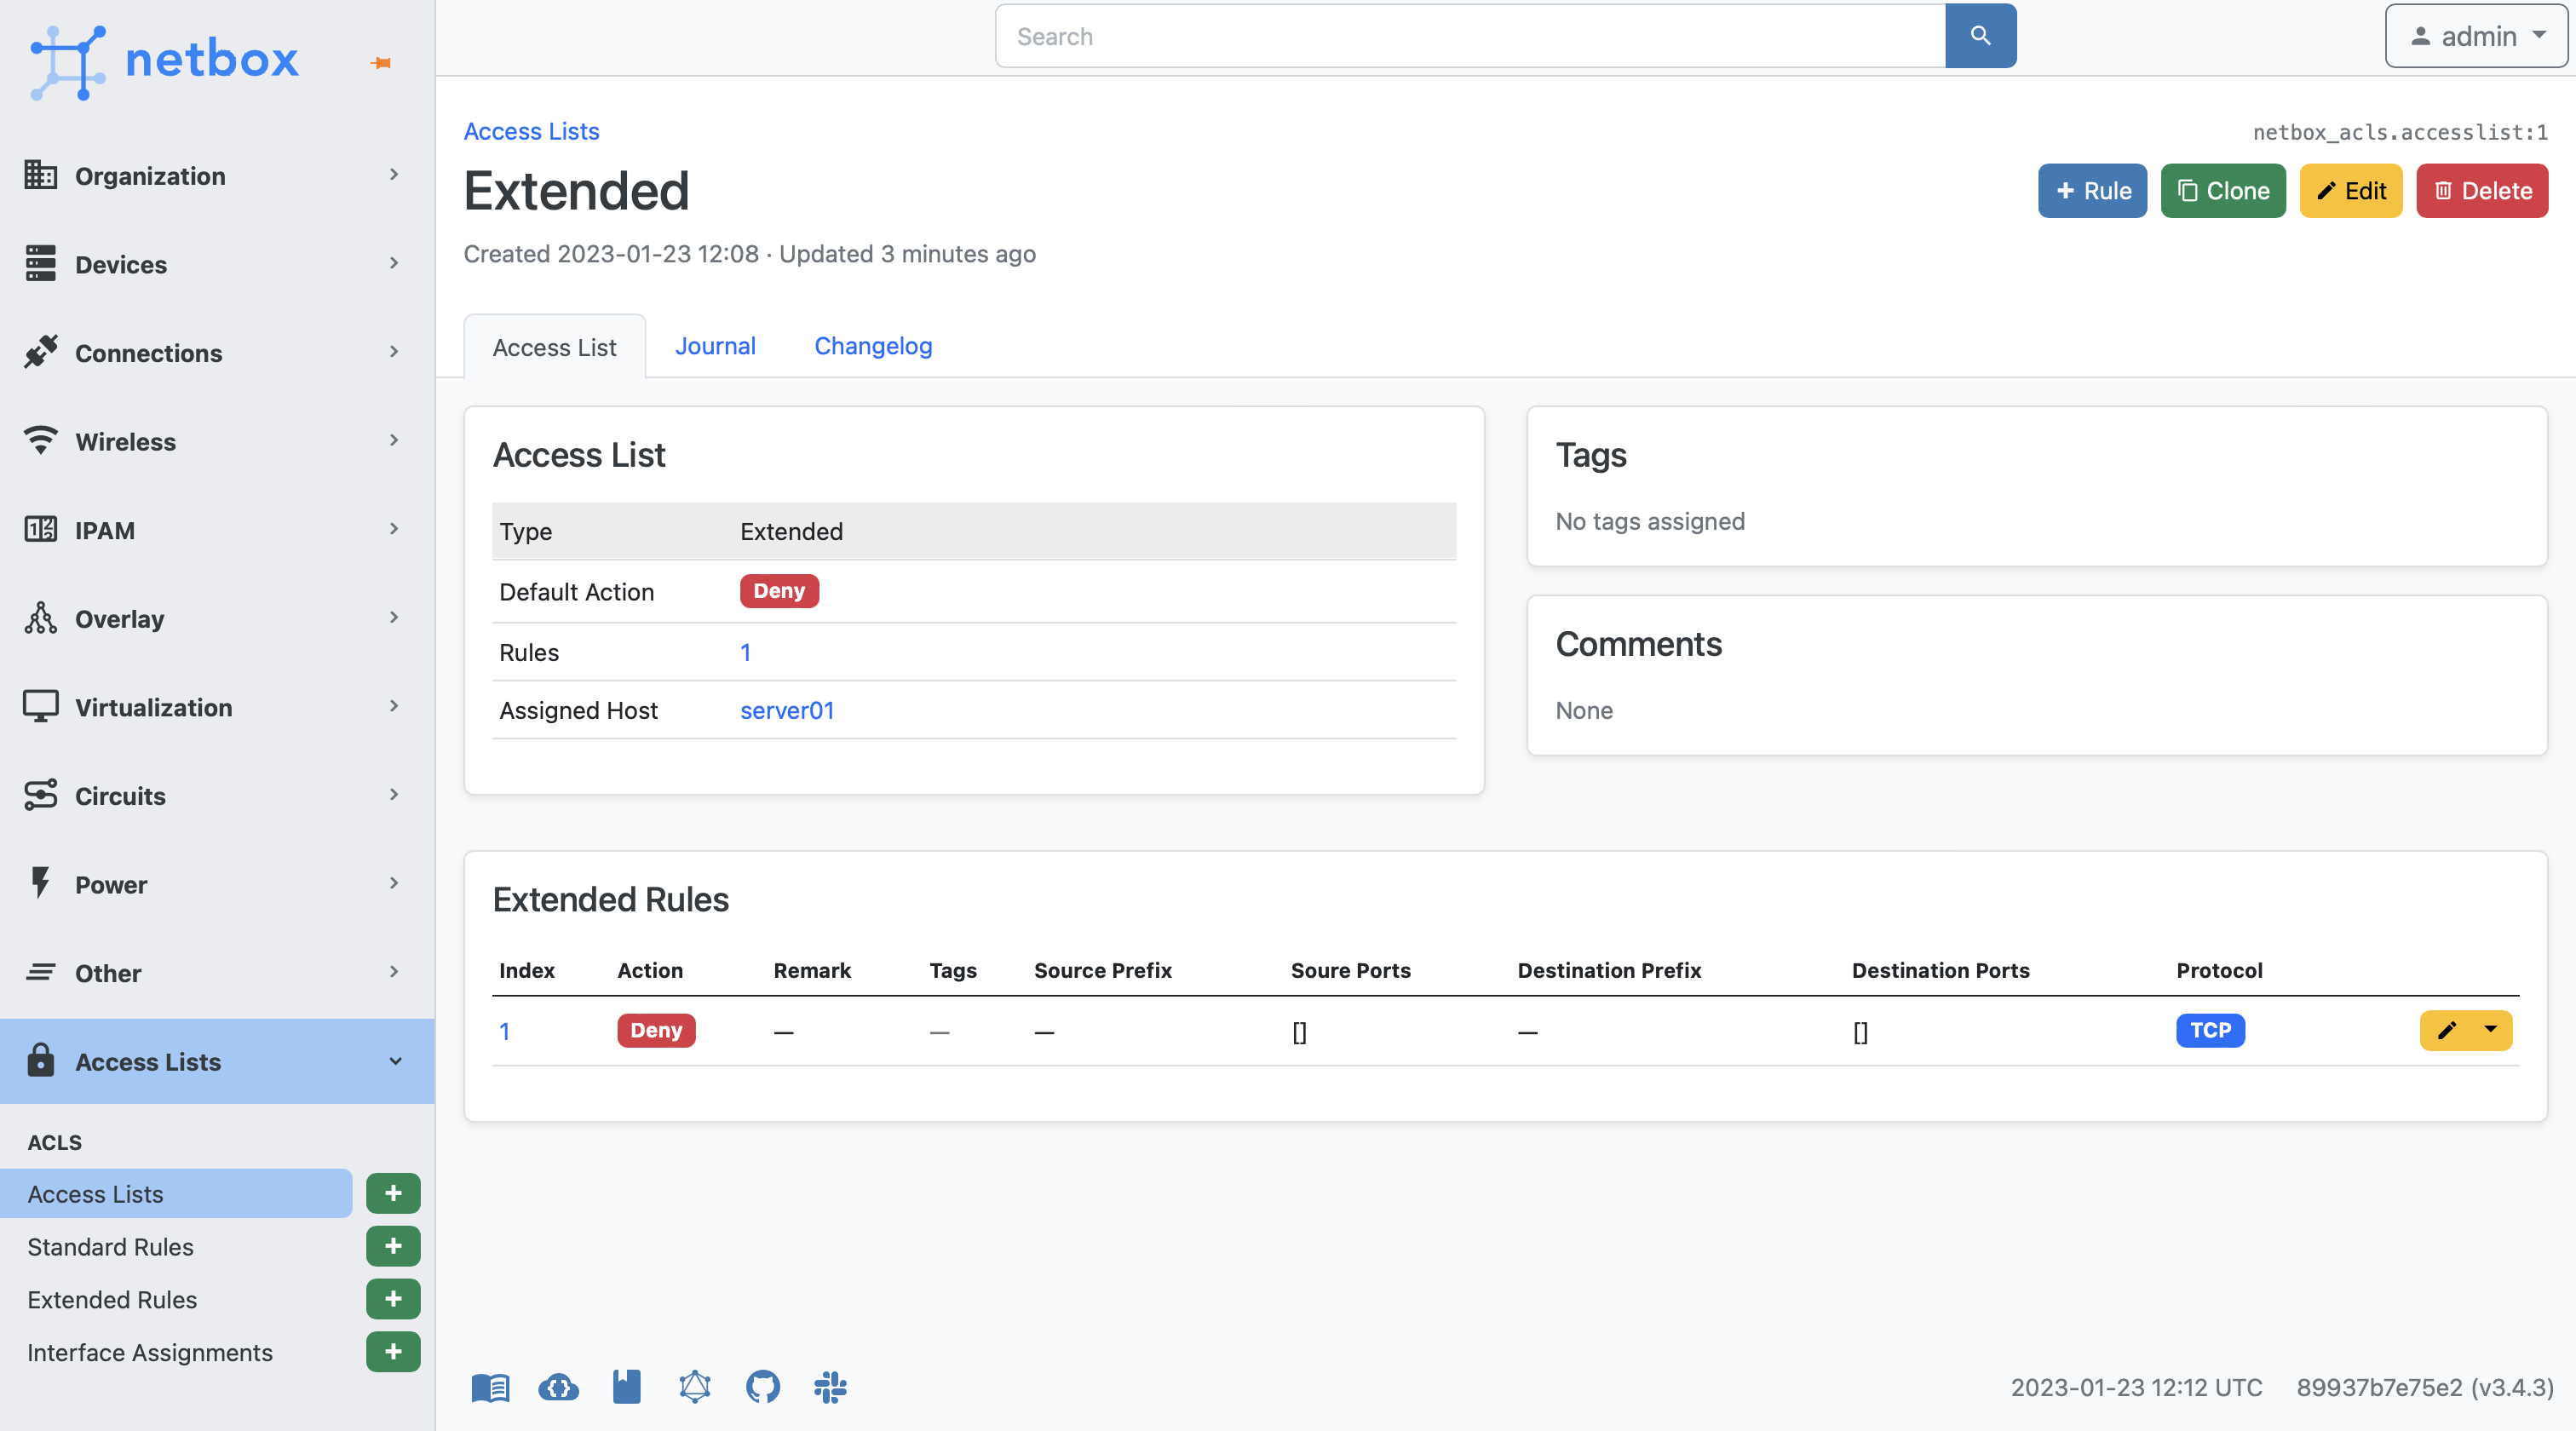 netbox
Search
admin
Organization
Devices
Connections
Wireless
IPAM
Overlay
Virtualization
Circuits
Power
Other
Access Lists
ACLS
Access Lists
Standard Rules
Extended Rules
Interface Assignments
Access Lists
netbox_acls.accesslist:1
Extended
Rule Clone Edit Delete
Created 2023-01-23 12:08 · Updated 3 minutes ago
Access List Journal Changelog
Access List
Type Extended
Default Action Deny
Rules 1
Assigned Host server01
Tags
No tags assigned
Comments
None
Extended Rules
Index Action Remark Tags Source Prefix Soure Ports Destination Prefix Destination Ports Protocol
1 Deny — — — [] — [] TCP
2023-01-23 12:12 UTC 89937b7e75e2 (v3.4.3)